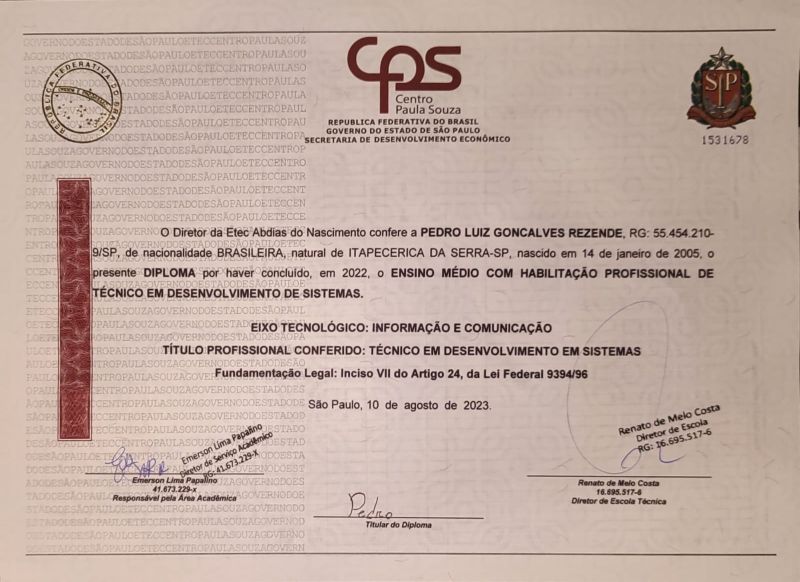 cps
Centro
Paula Souza
REPUBLICA FEDERATIVA DO BRASIL
GOVERNO DO ESTADO DE SÃO PAULO
SECRETARIA DE DESENVOLVIMENTO ECONÔMICO
REPUBLICA FEDERATIVA DO BRASIL
SP
1531678
O Diretor da Etec Abdias do Nascimento confere a PEDRO LUIZ GONCALVES REZENDE, RG: 55.454.210-
9/SP, de nacionalidade BRASILEIRA, natural de ITAPECERICA DA SERRA-SP, nascido em 14 de janeiro de 2005, o
presente DIPLOMA por haver concluído, em 2022, o ENSINO MÉDIO COM HABILITAÇÃO PROFISSIONAL DE
TÉCNICO EM DESENVOLVIMENTO DE SISTEMAS.
EIXO TECNOLÓGICO: INFORMAÇÃO E COMUNICAÇÃO
TÍTULO PROFISSIONAL CONFERIDO: TÉCNICO EM DESENVOLVIMENTO EM SISTEMAS
Fundamentação Legal: Inciso VII do Artigo 24, da Lei Federal 9394/96
São Paulo, 10 de agosto de 2023.
Emerson Lima Papalino
Diretor de Serviço Acadêmico
RG: 41.673.229-X
Emerson Lima Papalino
41.673.229-x
Responsável pela Área Acadêmica
Pedro
Titular do Diploma
Renato de Melo Costa
Diretor de Escola
RG: 16.695.517-6
Renato de Melo Costa
16.695.517-6
Diretor de Escola Técnica